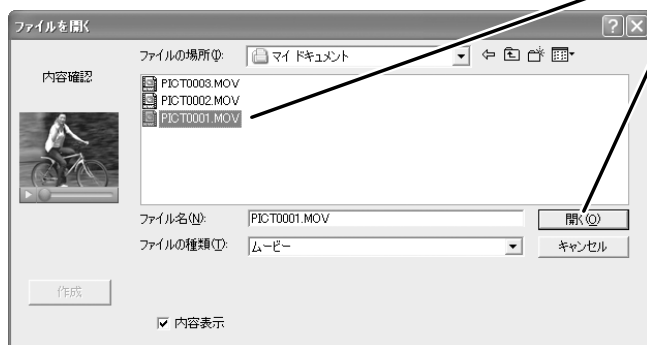 ファイルを開く
ファイルの場所(I):
マイ ドキュメント
内容確認
PICT0003.MOV
PICT0002.MOV
PICT0001.MOV
ファイル名(N):
PICT0001.MOV
開く(O)
ファイルの種類(T):
ムービー
キャンセル
作成
内容表示